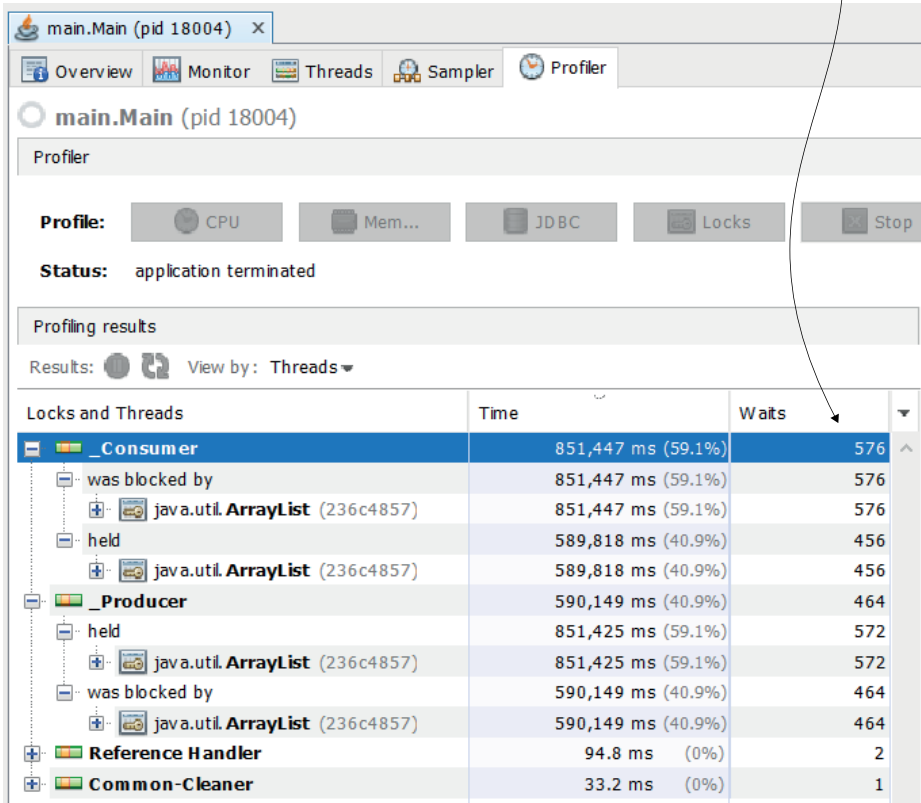 main.Main (pid 18004) ×
Overview Monitor Threads Sampler Profiler
main.Main (pid 18004)
Profiler
Profile: CPU Mem... JDBC Locks Stop
Status: application terminated
Profiling results
Results: View by: Threads
Locks and Threads Time Waits
_Consumer 851,447 ms (59.1%) 576
was blocked by 851,447 ms (59.1%) 576
java.util.ArrayList (236c4857) 851,447 ms (59.1%) 576
held 589,818 ms (40.9%) 456
java.util.ArrayList (236c4857) 589,818 ms (40.9%) 456
_Producer 590,149 ms (40.9%) 464
held 851,425 ms (59.1%) 572
java.util.ArrayList (236c4857) 851,425 ms (59.1%) 572
was blocked by 590,149 ms (40.9%) 464
java.util.ArrayList (236c4857) 590,149 ms (40.9%) 464
Reference Handler 94.8 ms (0%) 2
Common-Cleaner 33.2 ms (0%) 1